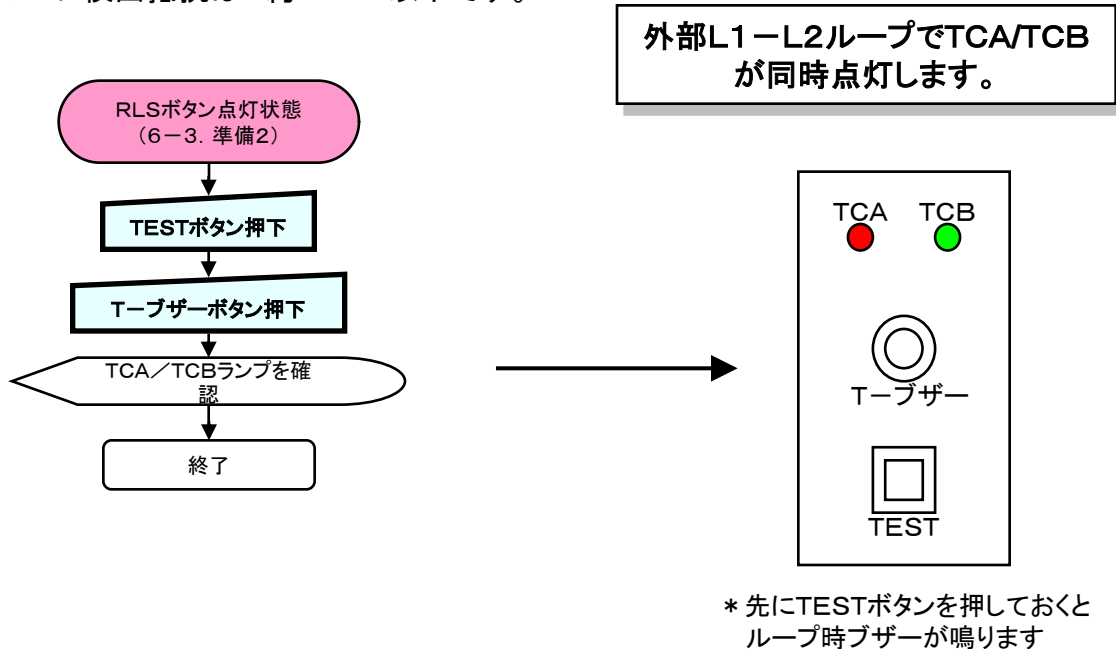 外部L1－L2ループでTCA/TCB
が同時点灯します。
RLSボタン点灯状態
（6－3．準備2）
TESTボタン押下
T－ブザーボタン押下
TCA／TCBランプを確
認
終了
TCA TCB
T－ブザー
TEST
＊先にTESTボタンを押しておくと
ループ時ブザーが鳴ります